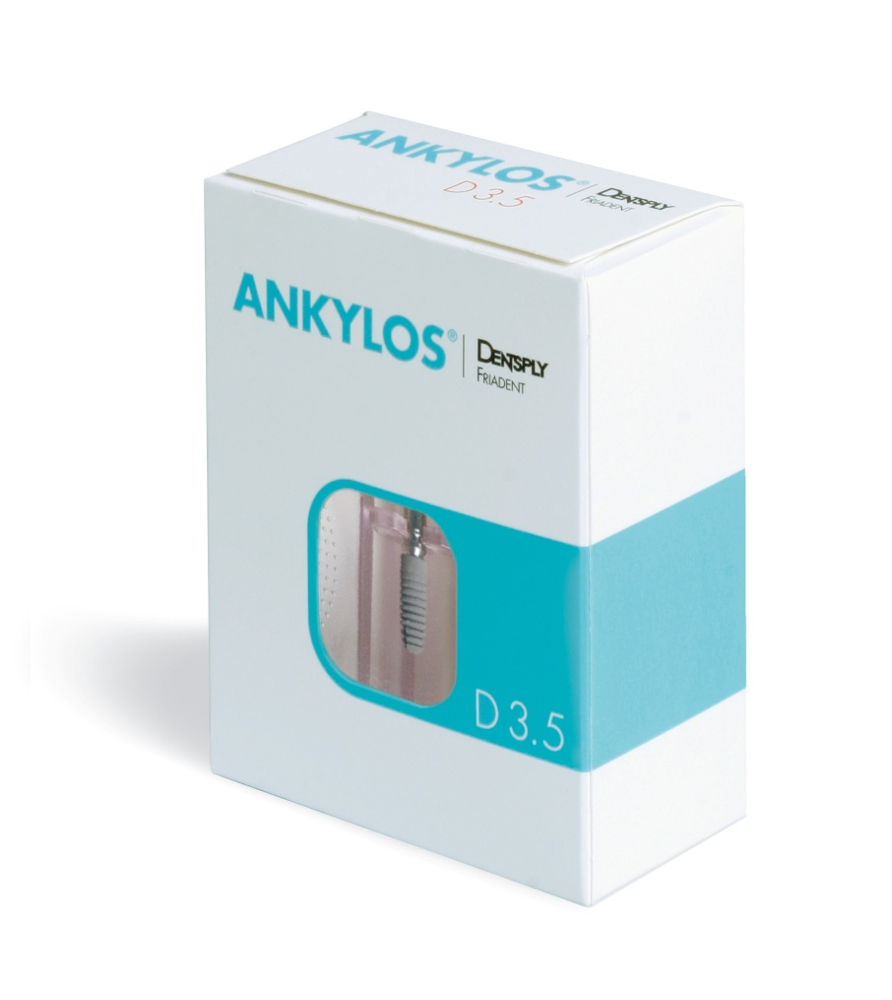 ANKYLOS® | DENTSPLY
FRIADENT
D 3.5
ANKYLOS® | DENTSPLY
FRIADENT
D 3.5